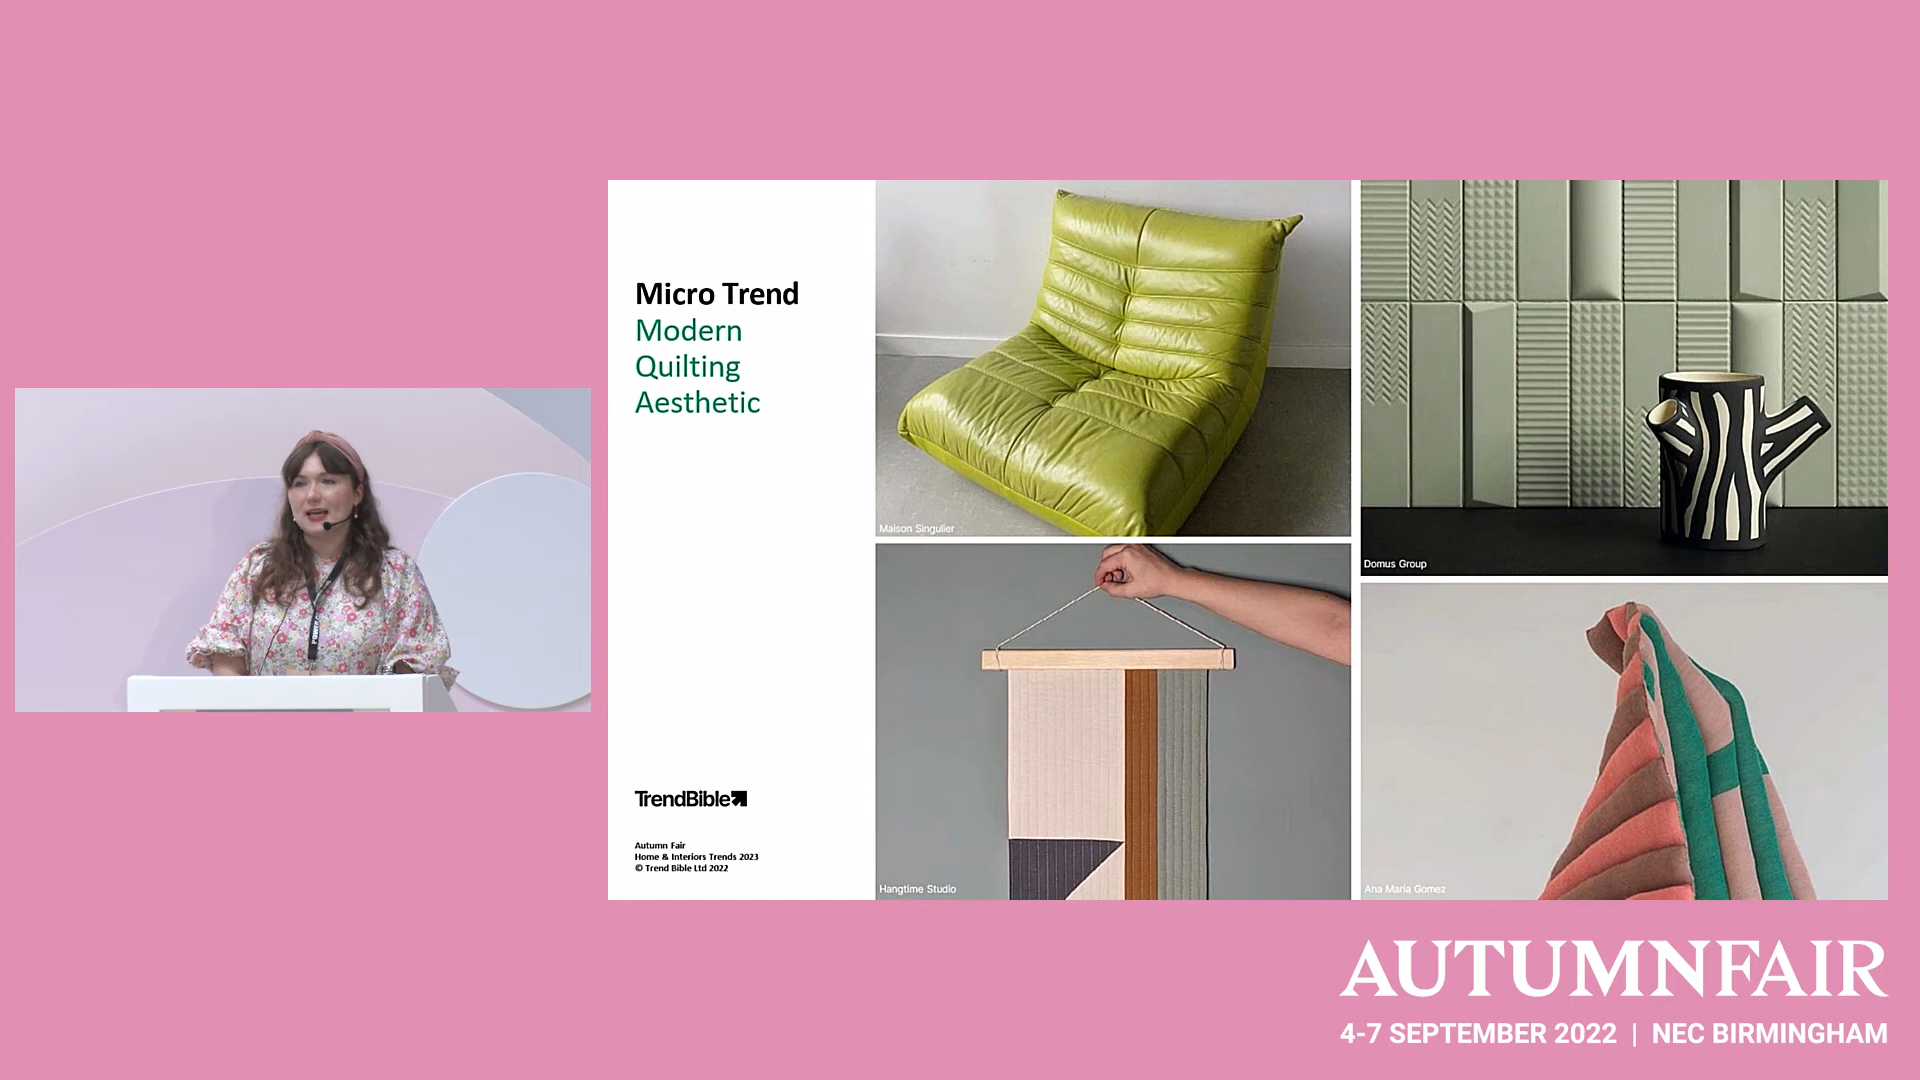 Micro Trend
Modern
Quilting
Aesthetic
TrendBible
Autumn Fair
Home & Interiors Trends 2023
© Trend Bible Ltd 2022
Maison Singulier
Domus Group
Hangtime Studio
Ana Maria Gomez
AUTUMNFAIR
4-7 SEPTEMBER 2022 | NEC BIRMINGHAM